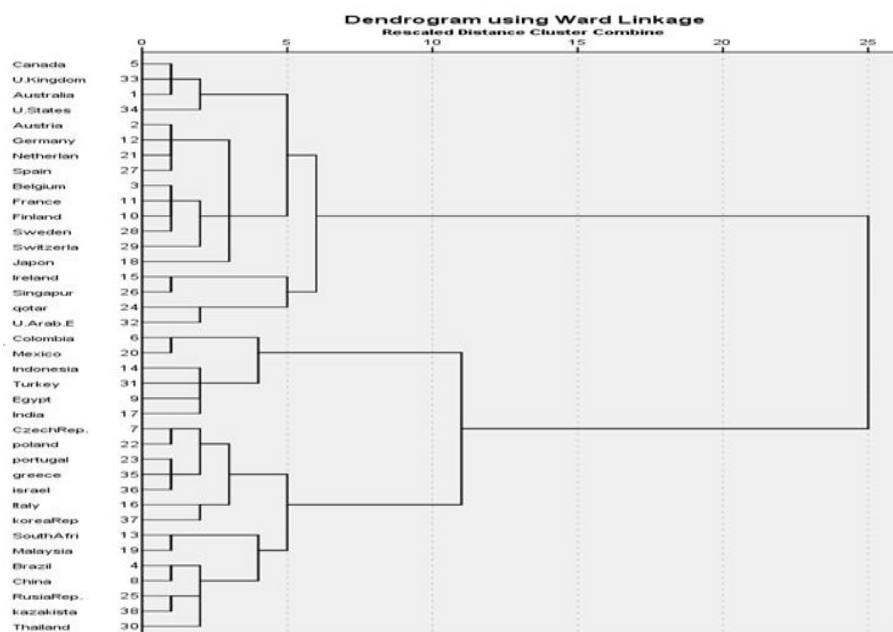 Dendrogram using Ward Linkage
Rescaled Distance Cluster Combine
0 5 10 15 20 25
Canada 5
U.Kingdom 33
Australia 1
U.States 34
Austria 2
Germany 12
Netherlan 21
Spain 27
Belgium 3
France 11
Finland 10
Sweden 28
Switzerla 29
Japon 18
Ireland 15
Singapur 26
qotar 24
U.Arab.E 32
Colombia 6
Mexico 20
Indonesia 14
Turkey 31
Egypt 9
India 17
CzechRep. 7
poland 22
portugal 23
greece 35
israel 36
Italy 16
koreaRep 37
SouthAfri 13
Malaysia 19
Brazil 4
China 8
RusiaRep. 25
kazakista 38
Thailand 30